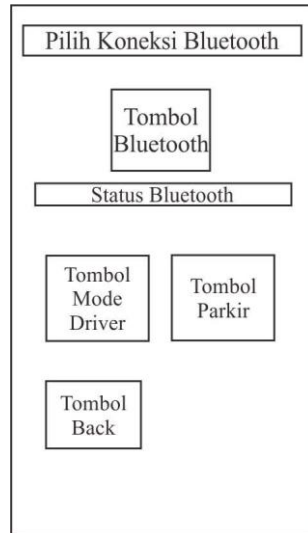 Pilih Koneksi Bluetooth
Tombol
Bluetooth
Status Bluetooth
Tombol
Mode
Driver
Tombol
Parkir
Tombol
Back